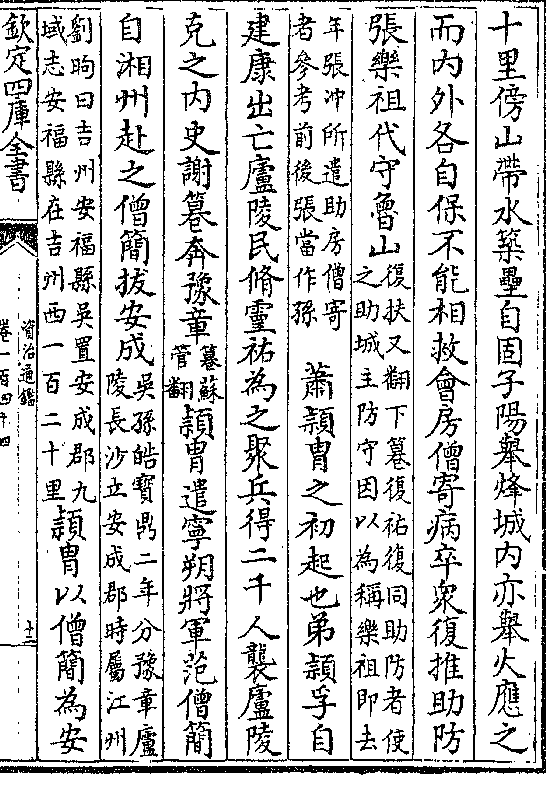 十里傍山帶水築壘自固子陽舉烽城内亦舉火應之
而内外各自保不能相救會房僧寄病卒衆復推助防
張樂祖代守魯山
復扶又翻下簒復祐復同助防者使
之助城主防守因以為稱樂祖即去
年張沖所遣助房僧寄
者參考前後張當作孫
蕭頴胄之初起也弟頴孚自
建康出亡廬陵民脩靈祐為之聚兵得二千人襲廬陵
克之内史謝篹奔豫章
篹蘇
管翻
頴胄遣寧朔將軍范僧簡
自湘州赴之僧簡拔安成
吳孫皓寶鼎二年分豫章廬
陵長沙立安成郡時屬江州
劉昫曰吉州安福縣吳置安成郡九
域志安福縣在吉州西一百二十里
頴胄以僧簡為安
欽定四庫全書
資治通鑑
卷一百四十四